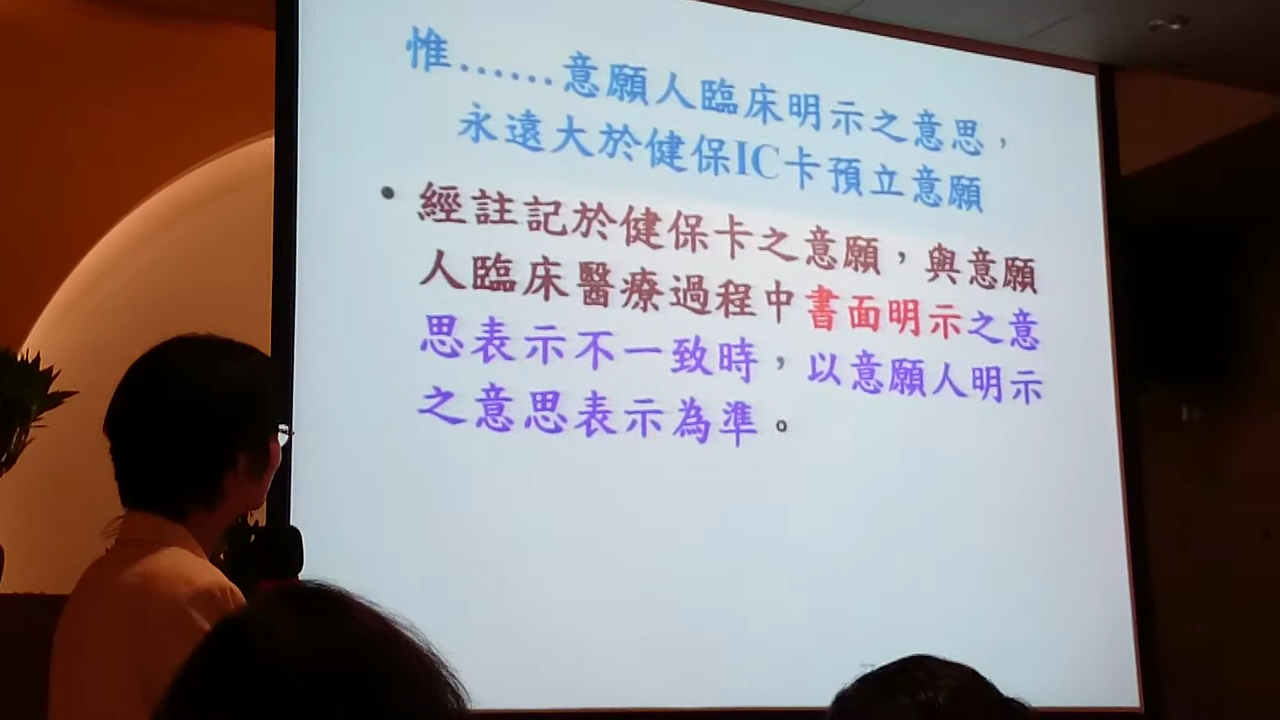 惟……意願人臨床明示之意思，
永遠大於健保IC卡預立意願
• 經註記於健保卡之意願，與意願
人臨床醫療過程中書面明示之意
思表示不一致時，以意願人明示
之意思表示為準。